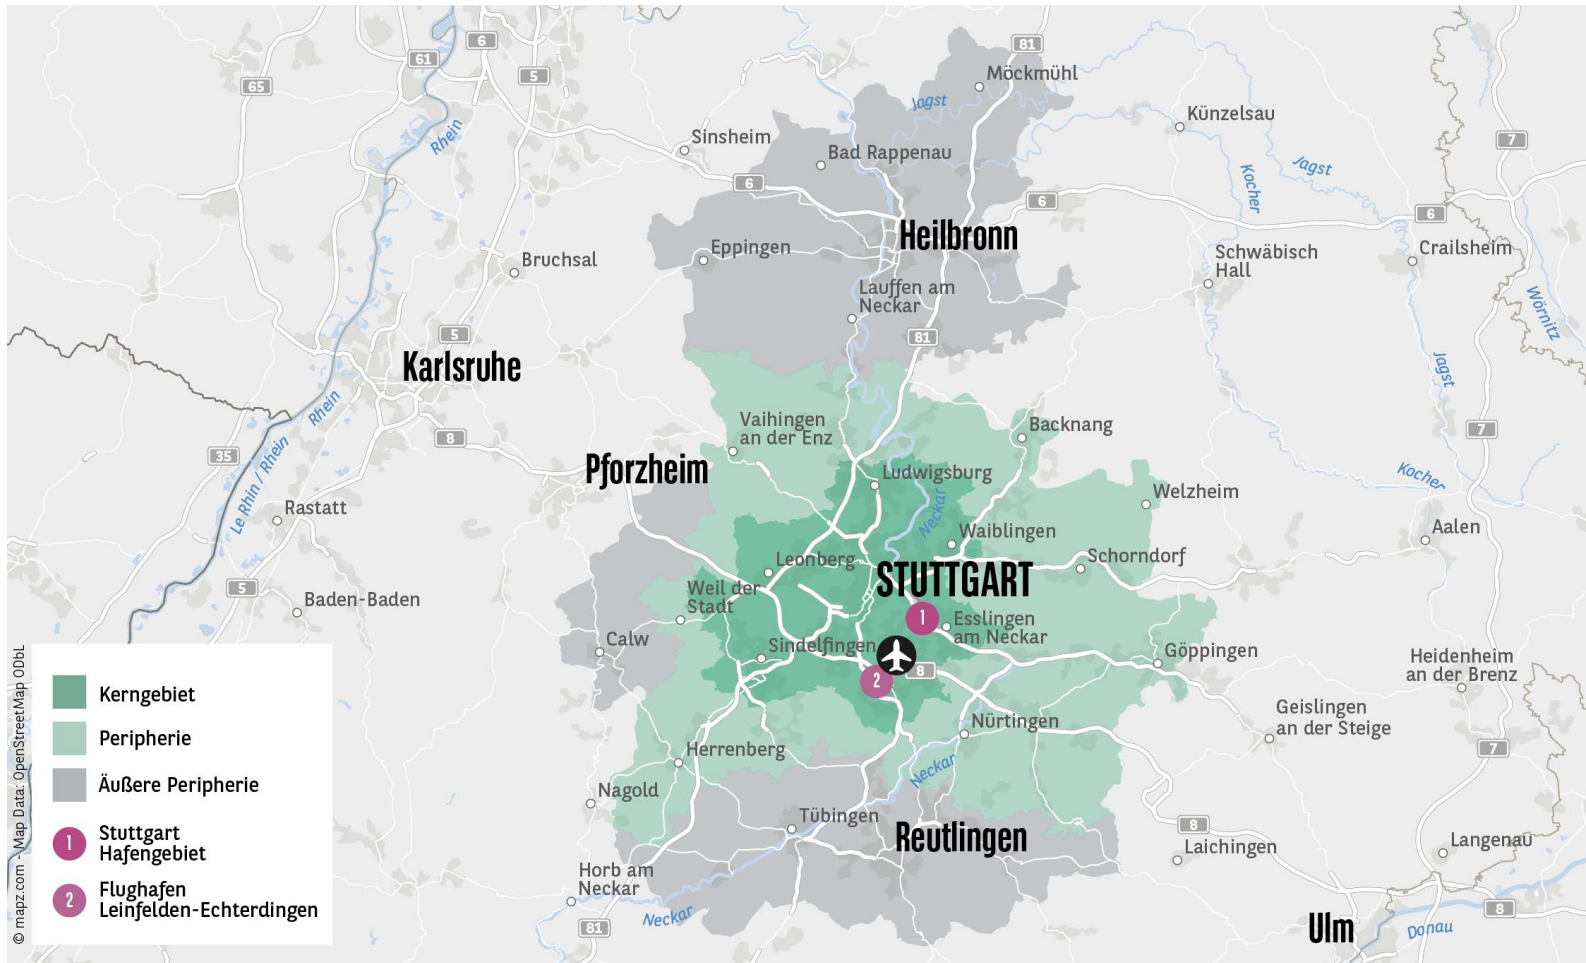 6
81
61
5
65
Möckmühl
Jagst
Künzelsau
Rhein
Sinsheim
7
Bad Rappenau
Jagst
6
Kocher
6
6
Heilbronn
Eppingen
Bruchsal
Schwäbisch
Hall
Crailsheim
Lauffen am
Neckar
Wörnitz
5
81
Karlsruhe
Jagst
Rhein
Vaihingen
an der Enz
Backnang
8
7
35
Pforzheim
Ludwigsburg
Kocher
Le Rhin / Rhein
Welzheim
Rastatt
Neckar
Waiblingen
Aalen
Leonberg
Schorndorf
STUTTGART
5
Weil der
Stadt
Baden-Baden
1
Esslingen
am Neckar
Calw
Sindelfingen
Göppingen
8
2
Heidenheim
an der Brenz
Geislingen
an der Steige
Nürtingen
Herrenberg
7
Neckar
Nagold
Tübingen
8
Reutlingen
Laichingen
Langenau
Horb am
Neckar
Neckar
81
8
Ulm
Donau
Kerngebiet
Peripherie
Äußere Peripherie
1
Stuttgart
Hafengebiet
2
Flughafen
Leinfelden-Echterdingen
© mapz.com - Map Data: OpenStreetMap ODbL